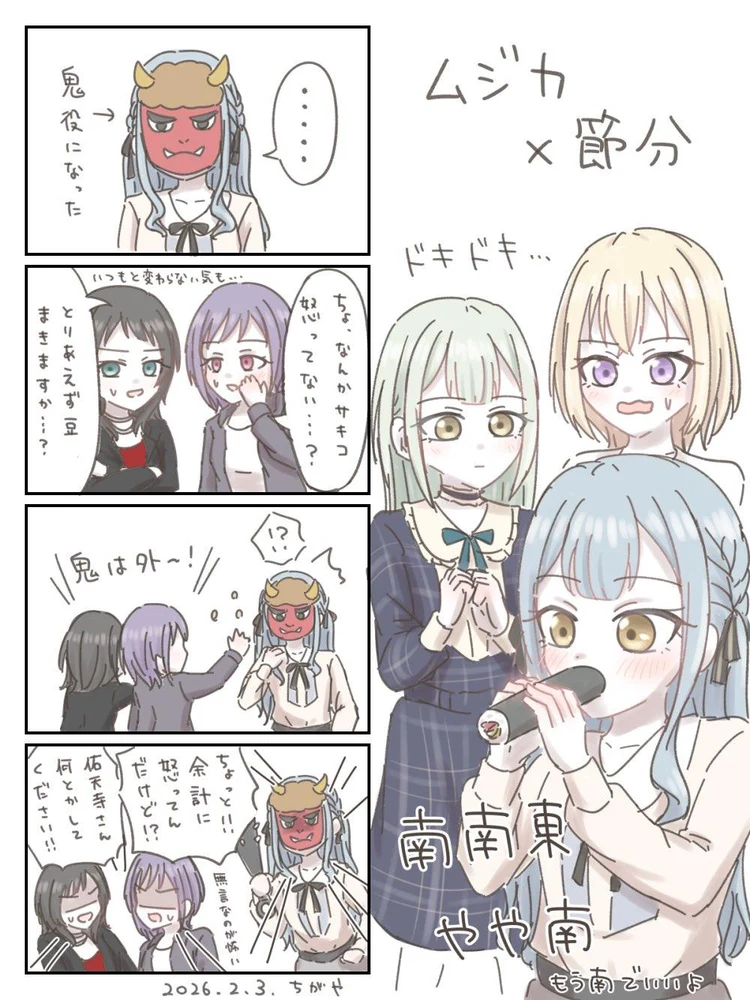 ムジカ
×節分
鬼役になった
→
・・・・・
いつもと変わらない気も…
ちょ、なんかサキコ
怒ってない…?
とりあえず豆
まきますか…?
鬼は外〜!
!?
ちょっと!!
余計に
怒ってん
だけど!?
佑天寺さん
何とかして
ください!!
無言なのが怖い
ドキドキ…
南南東
やや南
もう南でいいよ
2026.2.3. ちがや